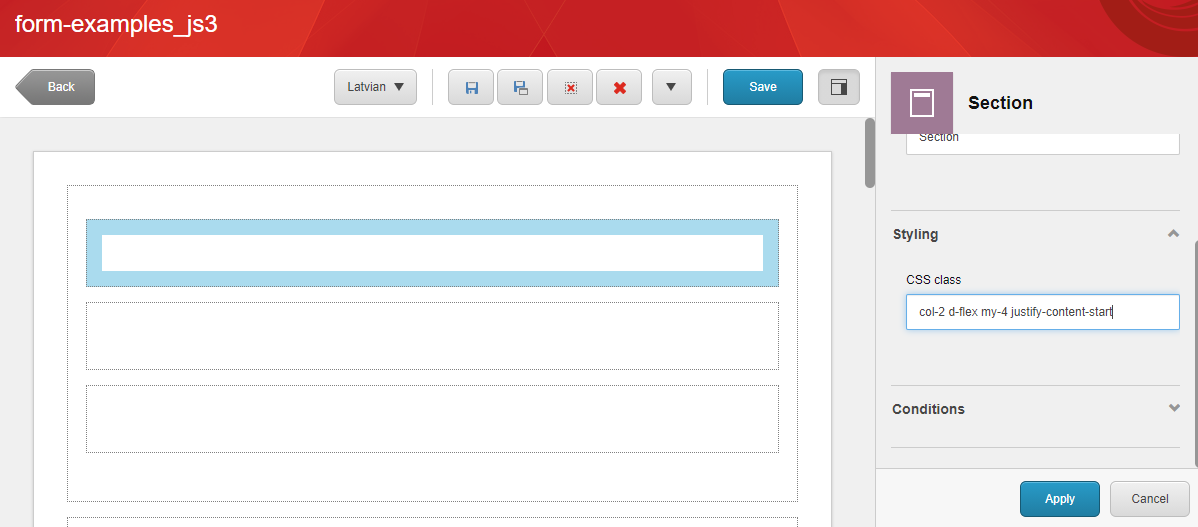 form-examples_js3
Back
Latvian
Save
Section
Section
Styling
CSS class
col-2 d-flex my-4 justify-content-start
Conditions
Apply
Cancel